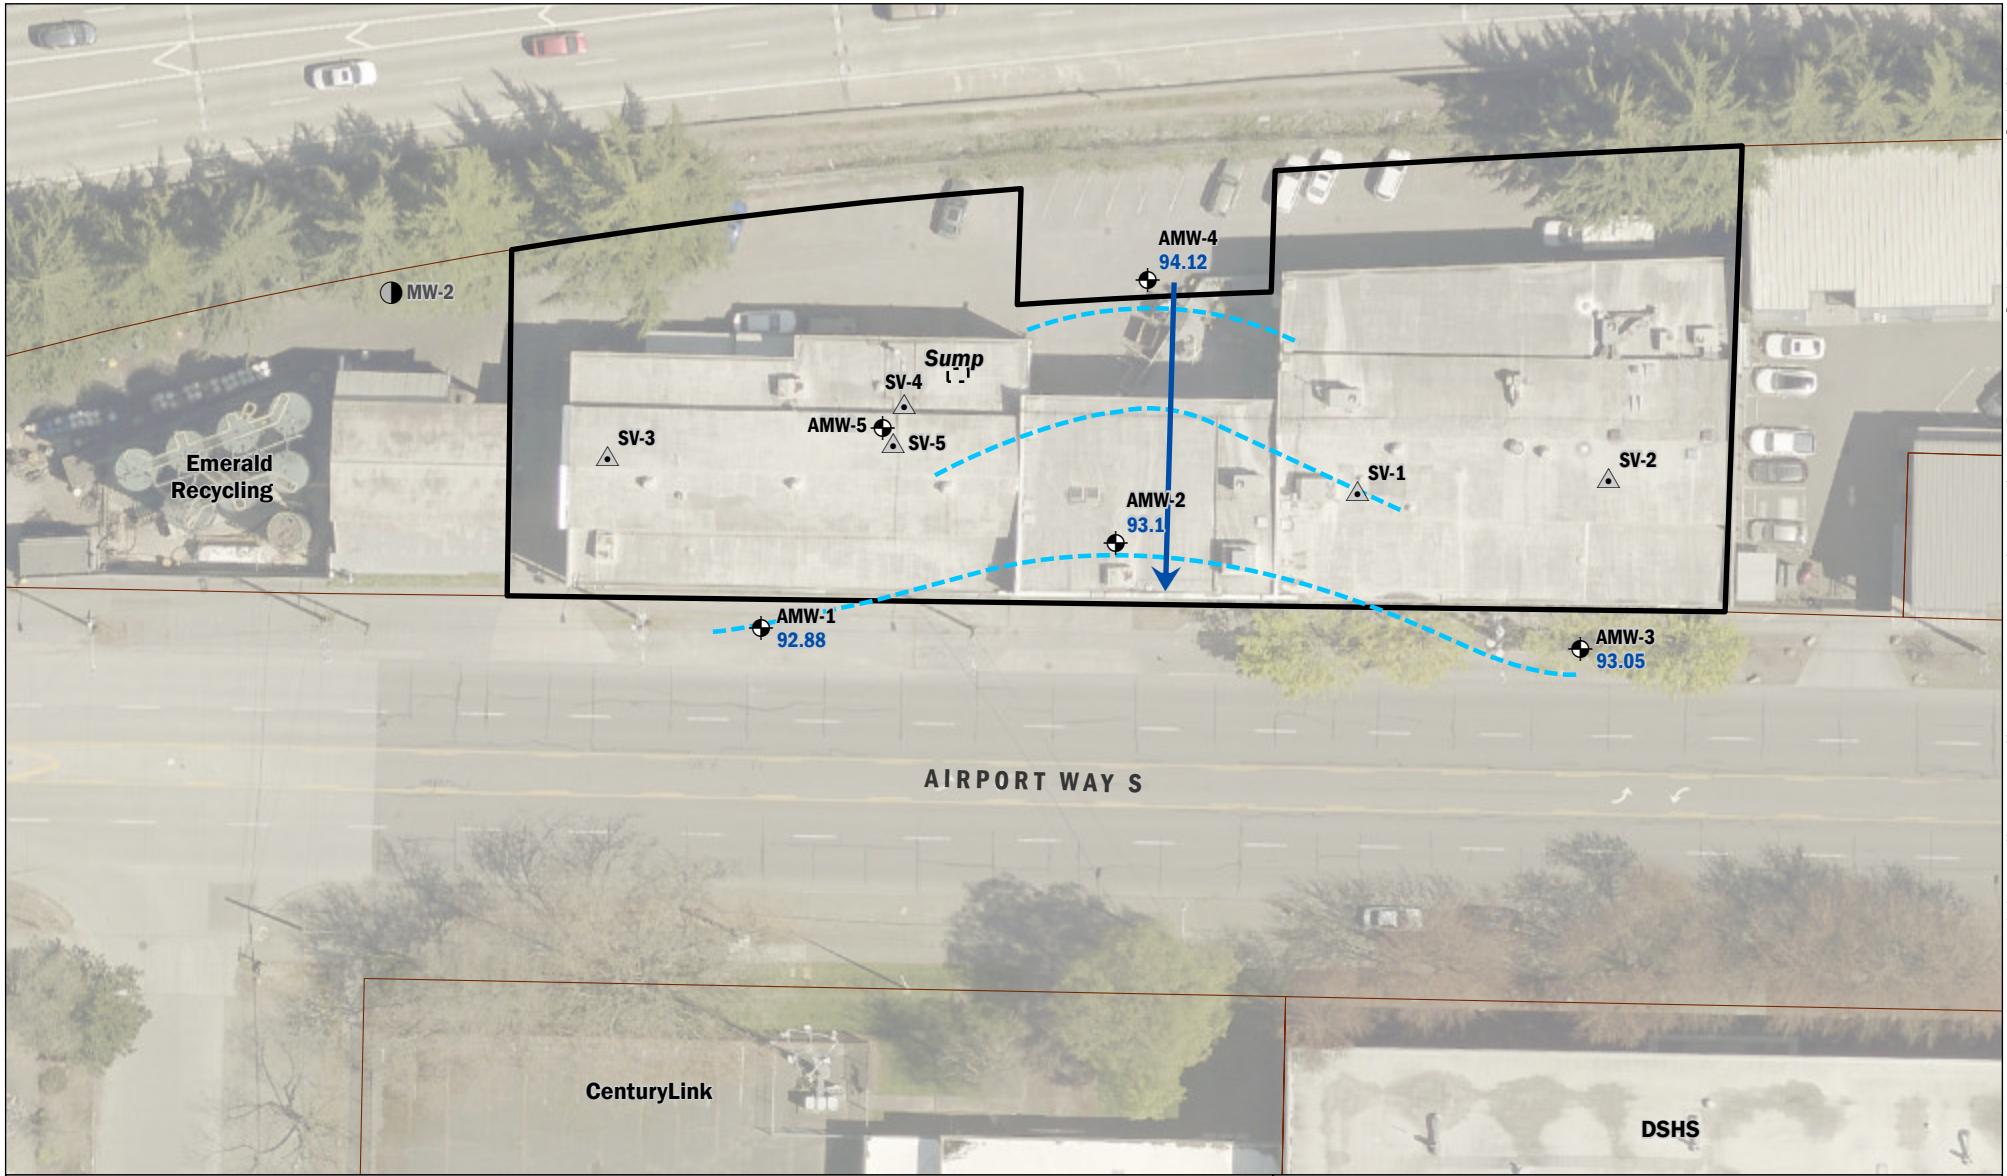 AMW-4
94.12
MW-2
Sump
SV-4
AMW-5
SV-5
SV-3
Emerald
Recycling
SV-1
SV-2
AMW-2
93.1
AMW-1
92.88
AMW-3
93.05
AIRPORT WAY S
CenturyLink
DSHS